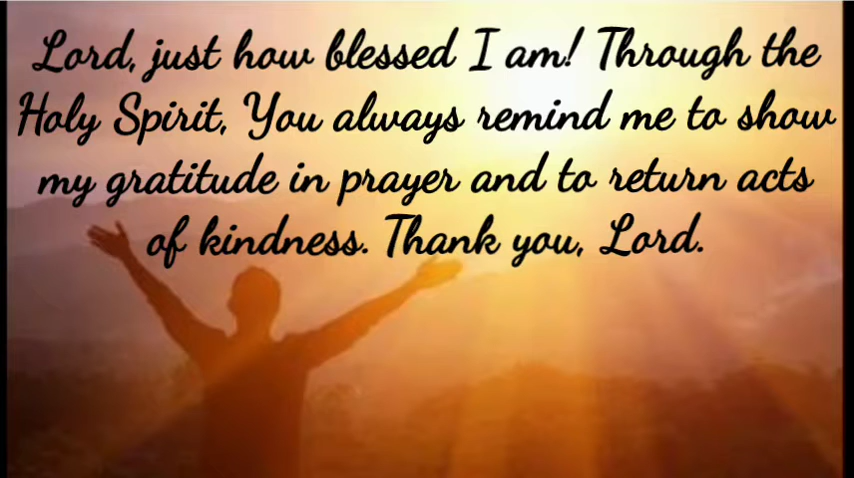 Lord, just how blessed I am! Through the
Holy Spirit, You always remind me to show
my gratitude in prayer and to return acts
of kindness. Thank you, Lord.